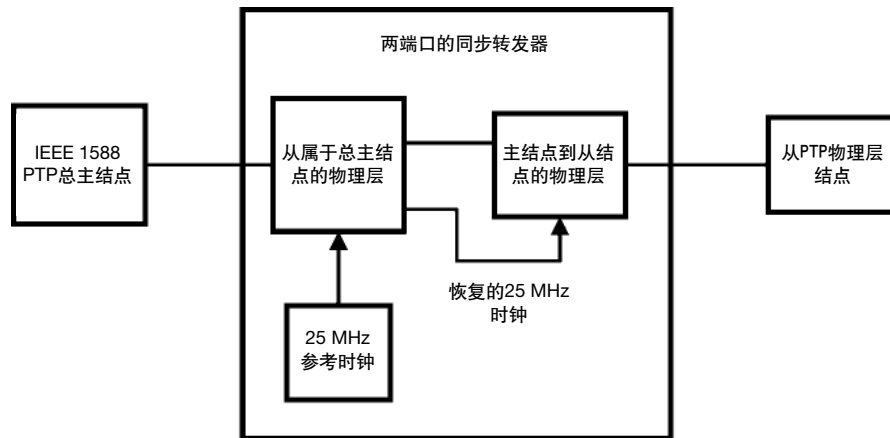 两端口的同步转发器
IEEE 1588
PTP总主结点
从属于总主结
点的物理层
主结点到从结
点的物理层
从PTP物理层
结点
恢复的25 MHz
时钟
25 MHz
参考时钟